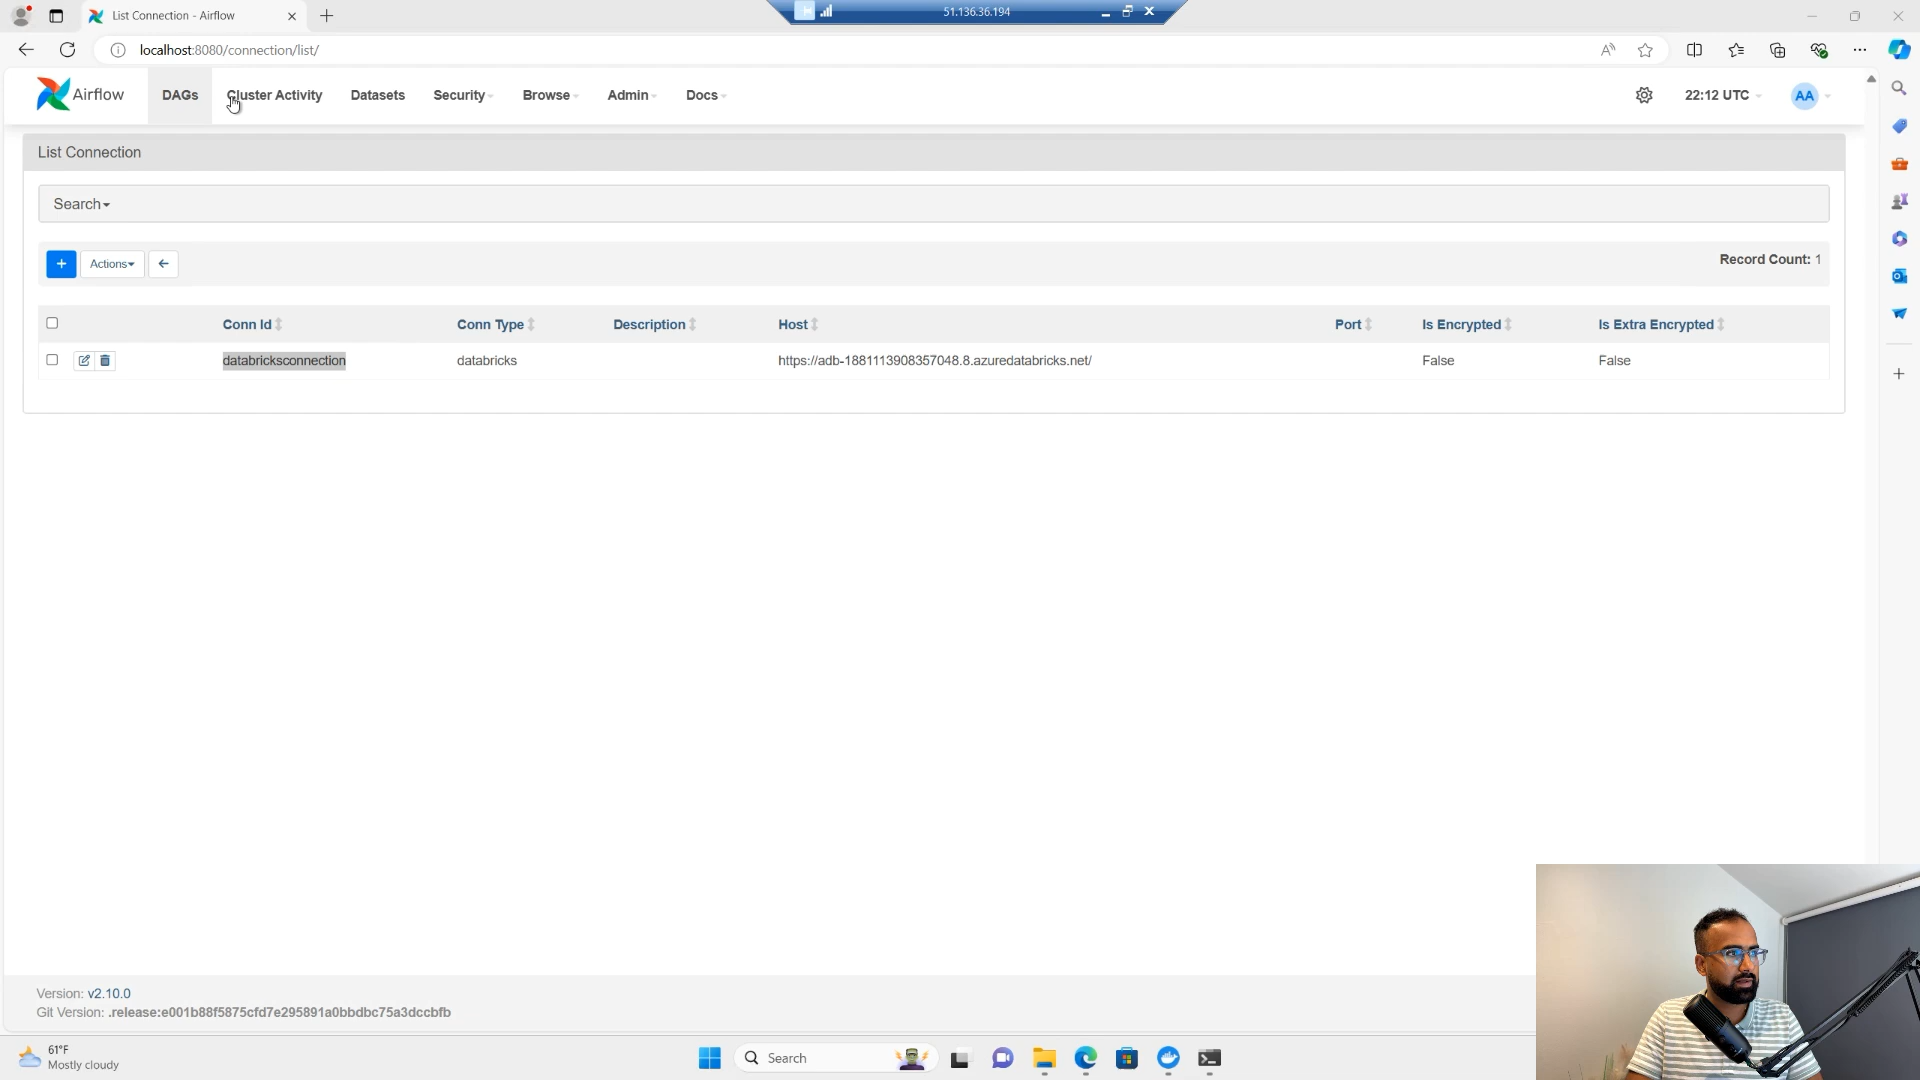 List Connection - Airflow
51.136.36.194
localhost:8080/connection/list/
Airflow
DAGs
Cluster Activity
Datasets
Security
Browse
Admin
Docs
22:12 UTC
AA
List Connection
Search
+ Actions
Record Count: 1
Conn Id
Conn Type
Description
Host
Port
Is Encrypted
Is Extra Encrypted
databricksconnection
databricks
https://adb-1881113908357048.8.azuredatabricks.net/
False
False
Version: v2.10.0
Git Version: .release:e001b88f5875cfd7e295891a0bbdbc75a3dccbfb
61°F
Mostly cloudy
Search